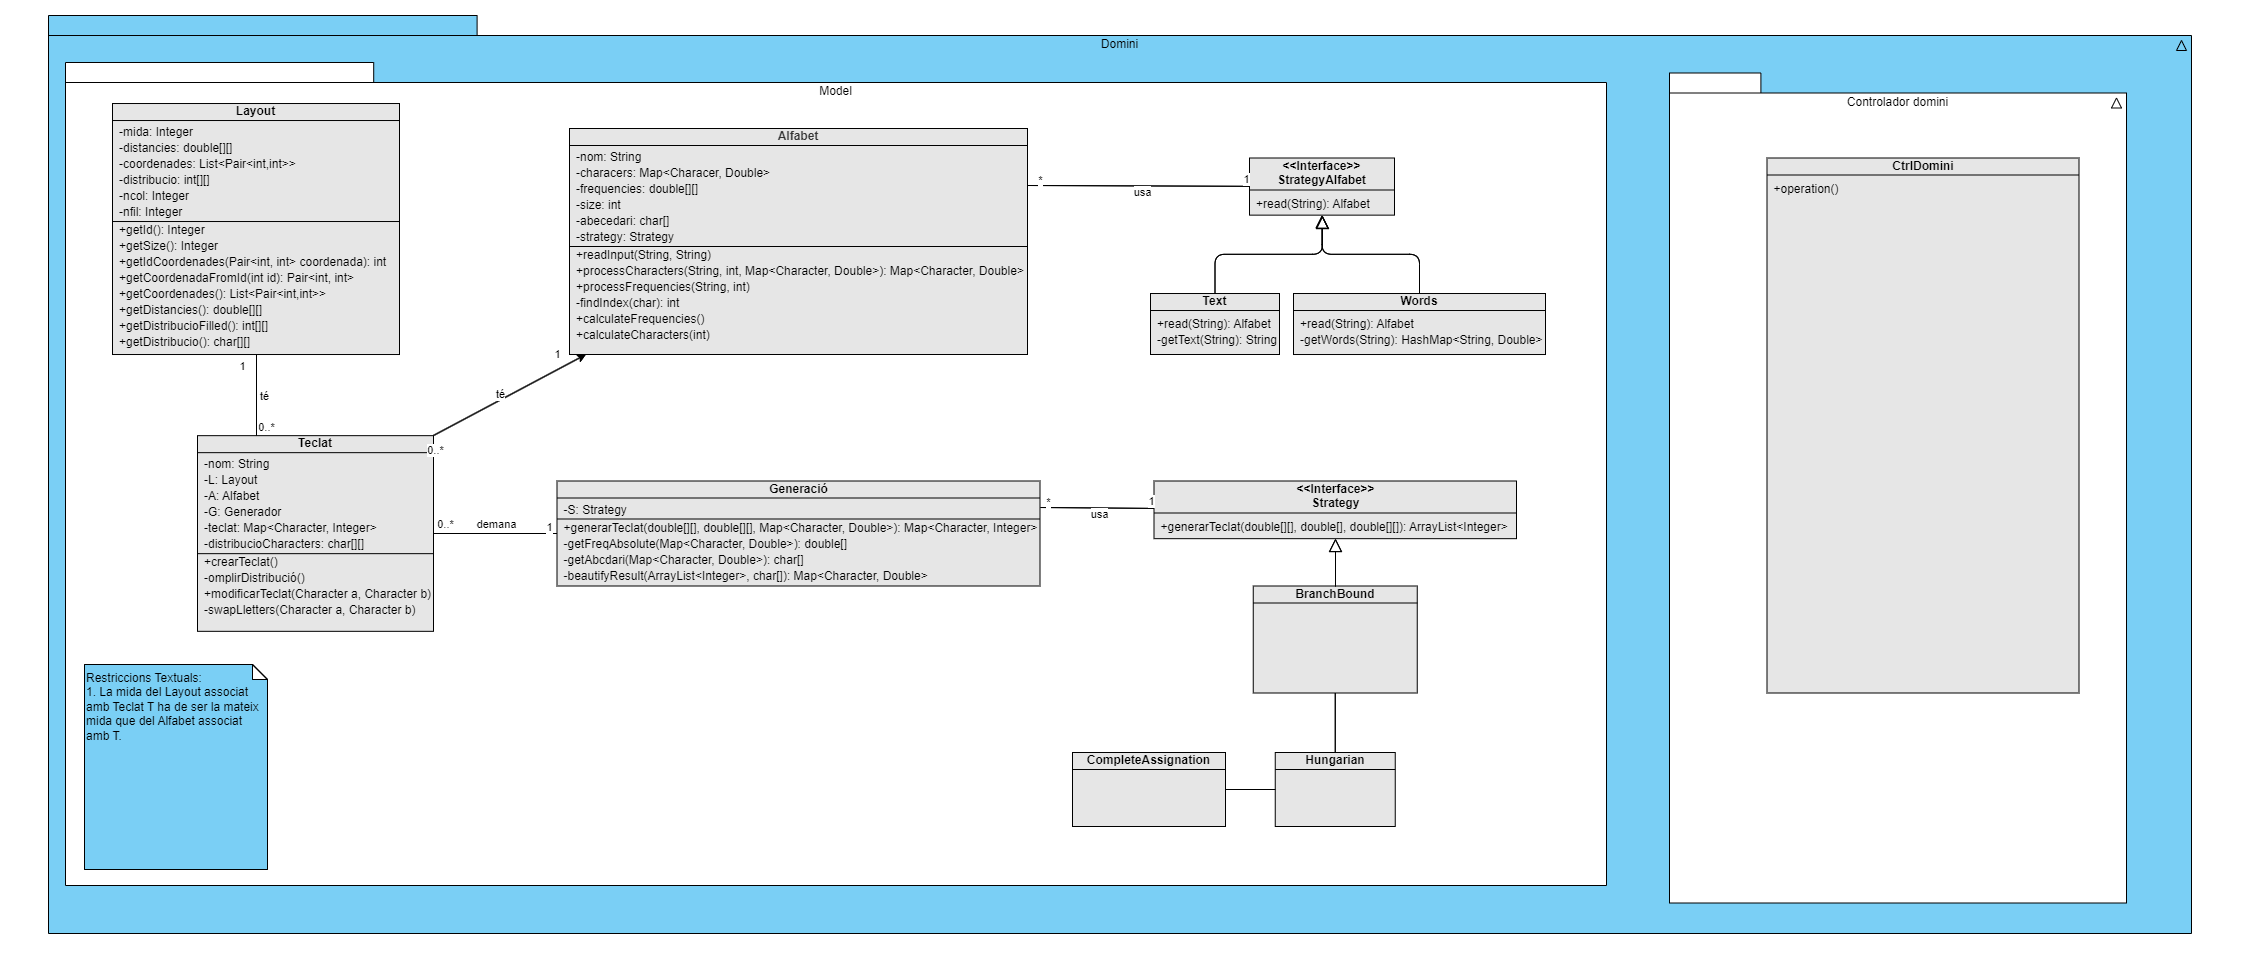 Domini
Model
Layout
-mida: Integer
-distancies: double[][]
-coordenades: List<Pair<int,int>>
-distribucio: int[][]
-ncol: Integer
-nfil: Integer
+getId(): Integer
+getSize(): Integer
+getIdCoordenades(Pair<int, int> coordenada): int
+getCoordenadaFromId(int id): Pair<int, int>
+getCoordenades(): List<Pair<int,int>>
+getDistancies(): double[][]
+getDistribucioFilled(): int[][]
+getDistribucio(): char[][]
1
té
0..*
Alfabet
-nom: String
-characers: Map<Characer, Double>
-frequencies: double[][]
-size: int
-abecedari: char[]
-strategy: Strategy
+readInput(String, String)
+processCharacters(String, int, Map<Character, Double>): Map<Character, Double>
+processFrequencies(String, int)
-findIndex(char): int
+calculateFrequencies()
+calculateCharacters(int)
1
té
0..*
*
usa
1
<<Interface>>
StrategyAlfabet
+read(String): Alfabet
Text
+read(String): Alfabet
-getText(String): String
Words
+read(String): Alfabet
-getWords(String): HashMap<String, Double>
Teclat
-nom: String
-L: Layout
-A: Alfabet
-G: Generador
-teclat: Map<Character, Integer>
-distribucioCharacters: char[][]
+crearTeclat()
-omplirDistribució()
+modificarTeclat(Character a, Character b)
-swapLletters(Character a, Character b)
0..*
demana
1
Generació
-S: Strategy
+generarTeclat(double[][], double[][], Map<Character, Double>): Map<Character, Integer>
-getFreqAbsolute(Map<Character, Double>): double[]
-getAbcdari(Map<Character, Double>): char[]
-beautifyResult(ArrayList<Integer>, char[]): Map<Character, Double>
*
usa
1
<<Interface>>
Strategy
+generarTeclat(double[][], double[], double[][]): ArrayList<Integer>
BranchBound
CompleteAssignation
Hungarian
Restriccions Textuals:
1. La mida del Layout associat
amb Teclat T ha de ser la mateix
mida que del Alfabet associat
amb T.
Controlador domini
CtrlDomini
+operation()